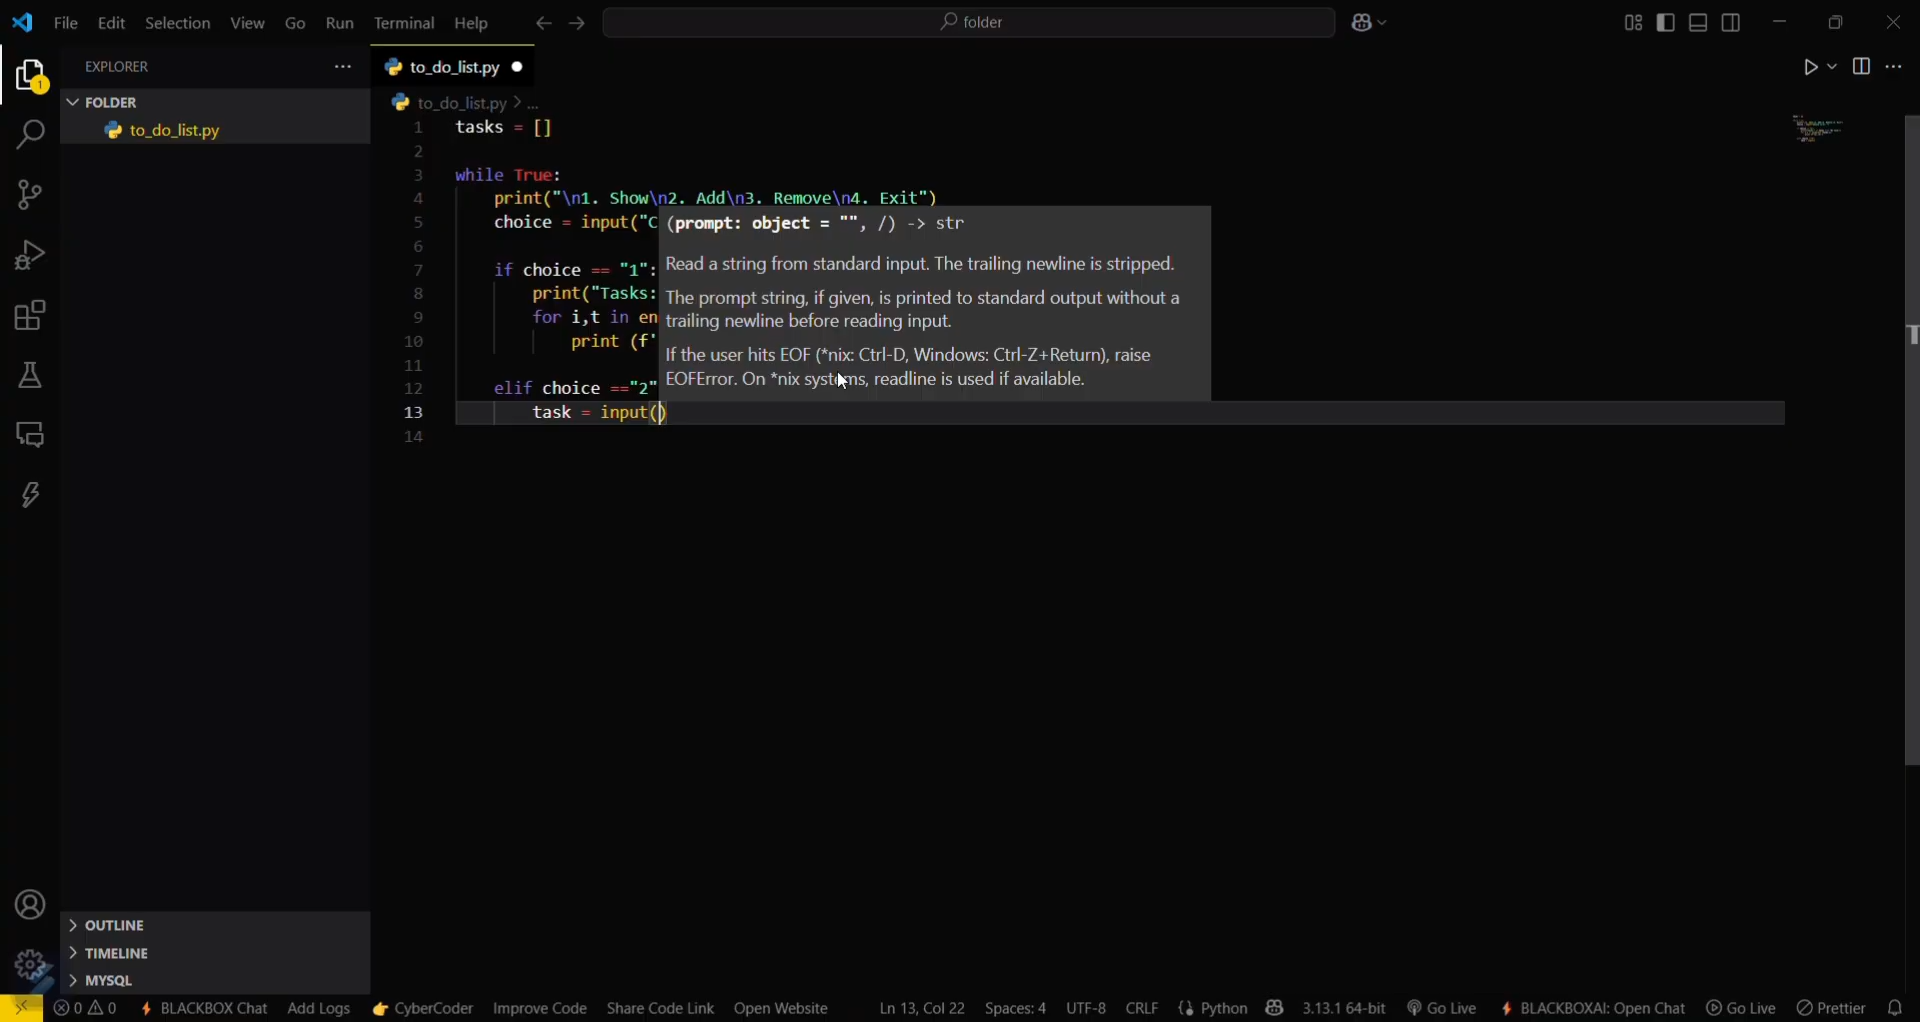 File Edit Selection View Go Run Terminal Help folder
EXPLORER
to_do_list.py
1
FOLDER
to_do_list.py
to_do_list.py > ...
1 tasks = []
2
3 while True:
4 print("\n1. Show\n2. Add\n3. Remove\n4. Exit")
5 choice = input("C
(prompt: object = "", /) -> str
6
Read a string from standard input. The trailing newline is stripped.
7 if choice == "1":
8 print("Tasks:
The prompt string, if given, is printed to standard output without a
9 for i,t in en
trailing newline before reading input.
10 print (f'
If the user hits EOF (*nix: Ctrl-D, Windows: Ctrl-Z+Return), raise
11
EOFError. On *nix systems, readline is used if available.
12 elif choice =="2"
13 task = input()
14
OUTLINE
TIMELINE
MYSQL
0 0 BLACKBOX Chat Add Logs CyberCoder Improve Code Share Code Link Open Website Ln 13, Col 22 Spaces: 4 UTF-8 CRLF {} Python 3.13.1 64-bit Go Live BLACKBOXAI: Open Chat Go Live Prettier